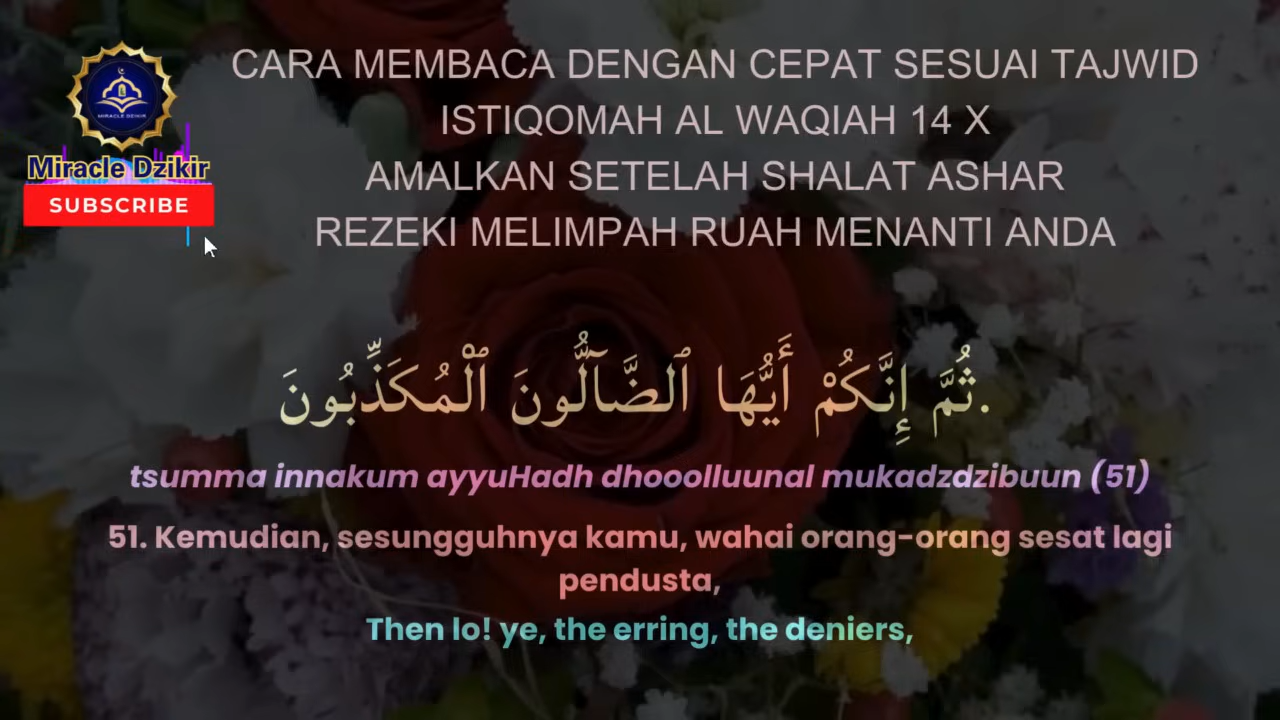 CARA MEMBACA DENGAN CEPAT SESUAI TAJWID
ISTIQOMAH AL WAQIAH 14 X
AMALKAN SETELAH SHALAT ASHAR
REZEKI MELIMPAH RUAH MENANTI ANDA
MIRACLE DZIKIR
Miracle Dzikir
SUBSCRIBE
ثُمَّ إِنَّكُمْ أَيُّهَا ٱلضَّآلُّونَ ٱلْمُكَذِّبُونَ.
tsumma innakum ayyuHadh dhooolluunal mukadzdzibuun (51)
51. Kemudian, sesungguhnya kamu, wahai orang-orang sesat lagi
pendusta,
Then lo! ye, the erring, the deniers,